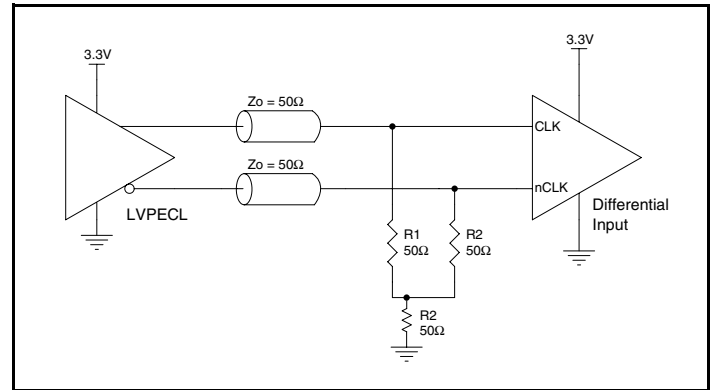 3.3V
3.3V
Zo = 50Ω
CLK
Zo = 50Ω
nCLK
LVPECL
Differential
Input
R1
50Ω
R2
50Ω
R2
50Ω